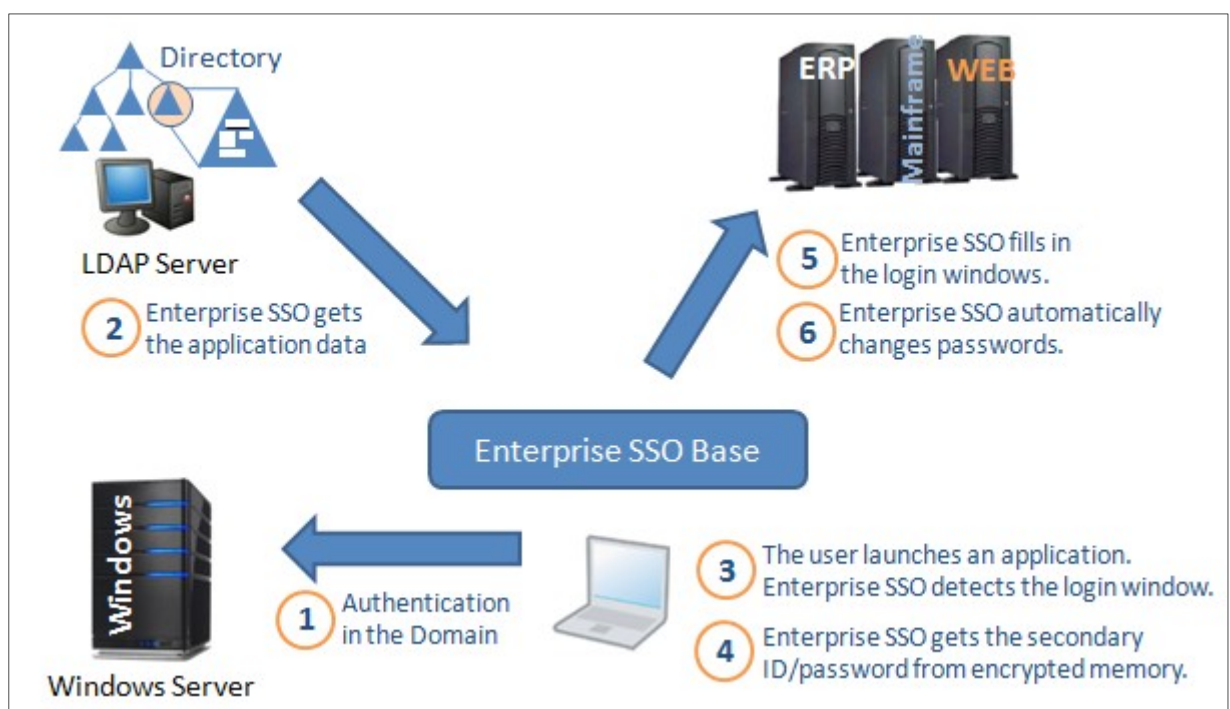 Directory
LDAP Server
2
Enterprise SSO gets
the application data
ERP
Mainframe
WEB
5
Enterprise SSO fills in
the login windows.
6
Enterprise SSO automatically
changes passwords.
Enterprise SSO Base
Windows
Windows Server
1
Authentication
in the Domain
3
The user launches an application.
Enterprise SSO detects the login window.
4
Enterprise SSO gets the secondary
ID/password from encrypted memory.